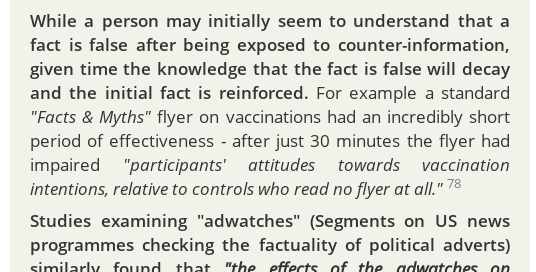 While a person may initially seem to understand that a
fact is false after being exposed to counter-information,
given time the knowledge that the fact is false will decay
and the initial fact is reinforced. For example a standard
"Facts & Myths" flyer on vaccinations had an incredibly short
period of effectiveness - after just 30 minutes the flyer had
impaired "participants' attitudes towards vaccination
intentions, relative to controls who read no flyer at all." 78
Studies examining "adwatches" (Segments on US news
programmes checking the factuality of political adverts)
similarly found that "the effects of the adwatches on